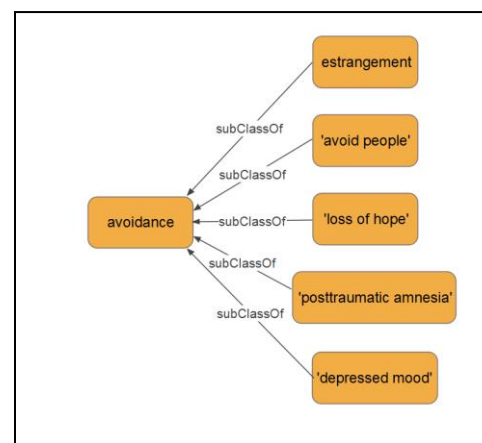 estrangement
subClassOf
'avoid people'
subClassOf
avoidance
subClassOf
'loss of hope'
subClassOf
'posttraumatic amnesia'
subClassOf
'depressed mood'